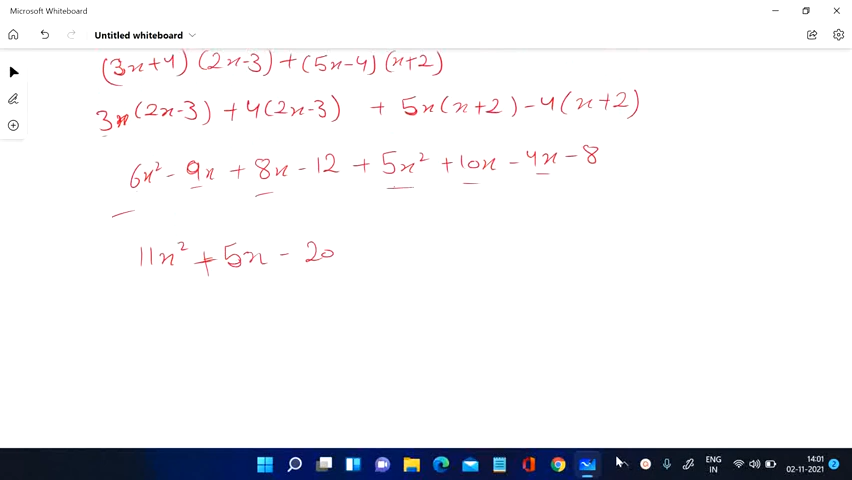 Microsoft Whiteboard
Untitled whiteboard
(3x+4) (2x-3) + (5x-4) (x+2)
3x(2x-3) + 4(2x-3) + 5x(x+2) - 4(x+2)
6x² - 9x + 8x - 12 + 5x² + 10x - 4x - 8
11x² + 5x - 20
ENG
IN
14:01
02-11-2021
2